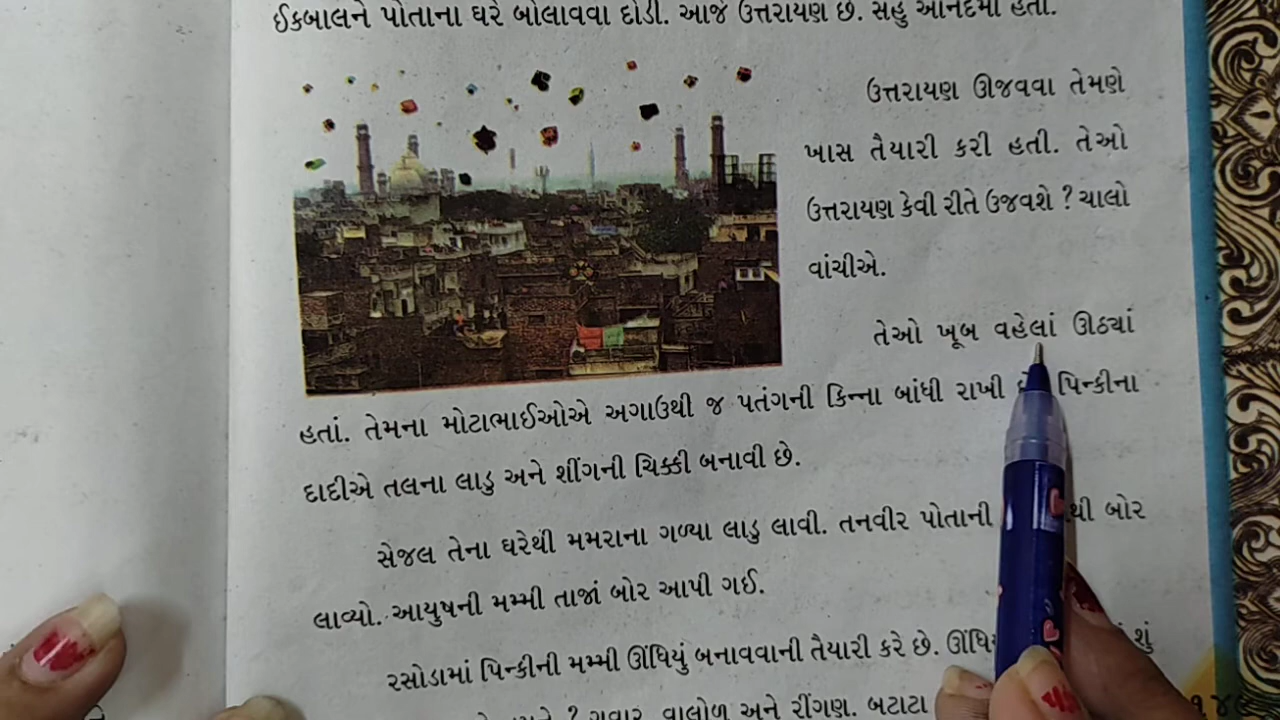 ઈકબાલને પોતાના ઘરે બોલાવવા દોડી. આજે ઉત્તરાયણ છે. સહુ આનંદમાં હતાં.
ઉત્તરાયણ ઊજવવા તેમણે
ખાસ તૈયારી કરી હતી. તેઓ
ઉત્તરાયણ કેવી રીતે ઉજવશે ? ચાલો
વાંચીએ.
તેઓ ખૂબ વહેલાં ઊઠ્યાં
હતાં. તેમના મોટાભાઈઓએ અગાઉથી જ પતંગની કિન્ના બાંધી રાખી પિન્કીના
દાદીએ તલના લાડુ અને શીંગની ચિક્કી બનાવી છે.
સેજલ તેના ઘરેથી મમરાના ગળ્યા લાડુ લાવી. તનવીર પોતાની બોર
લાવ્યો. આયુષની મમ્મી તાજાં બોર આપી ગઈ.
રસોડામાં પિન્કીની મમ્મી ઊંધિયું બનાવવાની તૈયારી કરે છે. શું
? ગવાર, વાલોળ અને રીંગણ. બટાટા